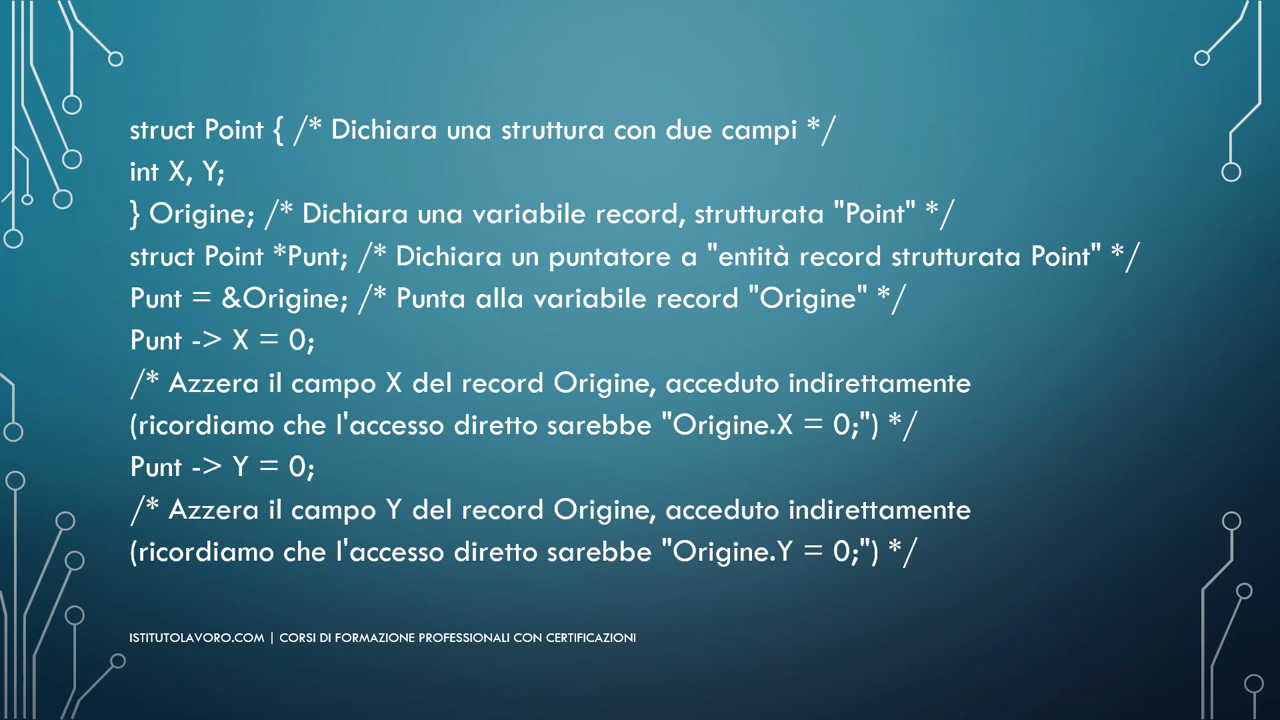 struct Point { /* Dichiara una struttura con due campi */
int X, Y;
} Origine; /* Dichiara una variabile record, strutturata "Point" */
struct Point *Punt; /* Dichiara un puntatore a "entità record strutturata Point" */
Punt = &Origine; /* Punta alla variabile record "Origine" */
Punt -> X = 0;
/* Azzera il campo X del record Origine, acceduto indirettamente
(ricordiamo che l'accesso diretto sarebbe "Origine.X = 0;") */
Punt -> Y = 0;
/* Azzera il campo Y del record Origine, acceduto indirettamente
(ricordiamo che l'accesso diretto sarebbe "Origine.Y = 0;") */
ISTITUTOLAVORO.COM | CORSI DI FORMAZIONE PROFESSIONALI CON CERTIFICAZIONI